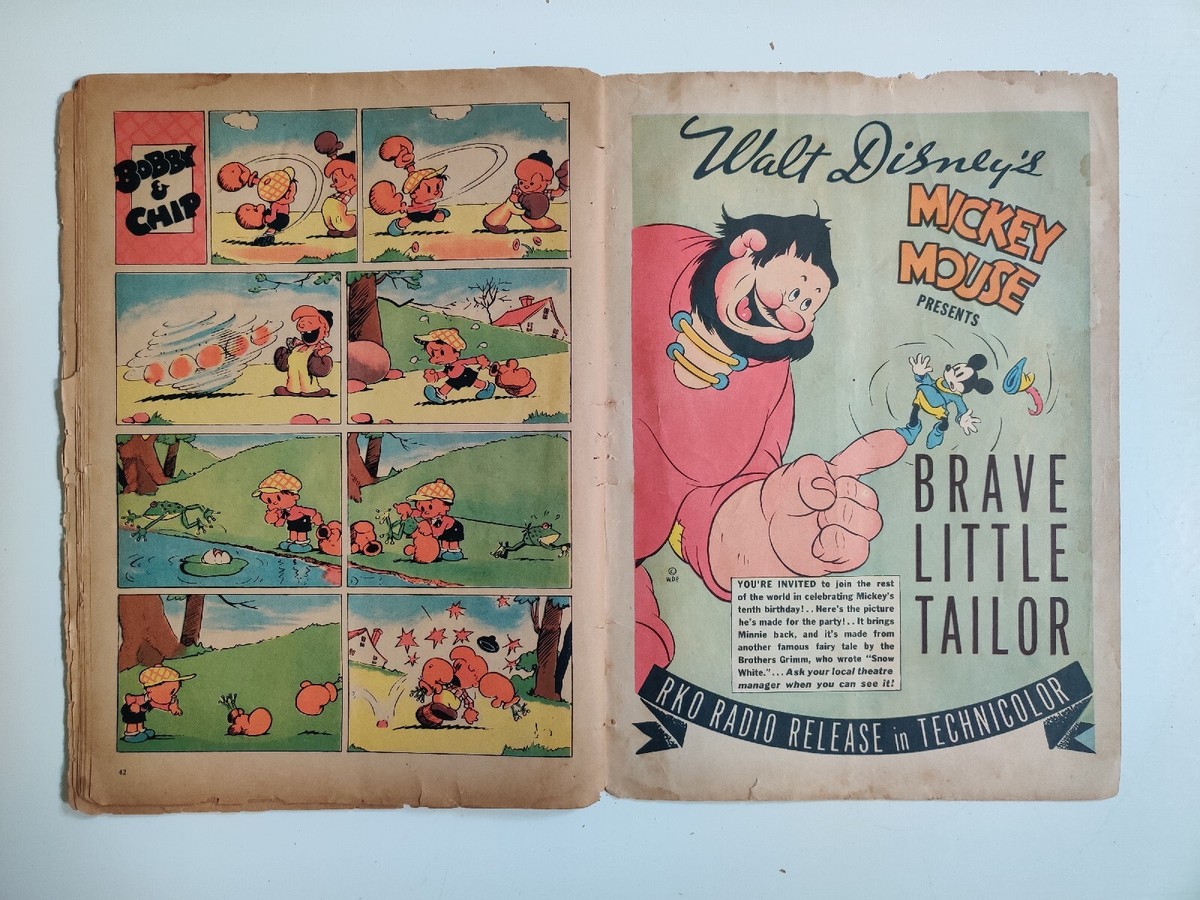 BOBBY
&
CHIP
42
Walt Disney's
MICKEY
MOUSE
PRESENTS
BRAVE
LITTLE
TAILOR
©
WDP
YOU'RE INVITED to join the rest
of the world in celebrating Mickey's
tenth birthday!.. Here's the picture
he's made for the party!.. It brings
Minnie back, and it's made from
another famous fairy tale by the
Brothers Grimm, who wrote "Snow
White."... Ask your local theatre
manager when you can see it!
RKO RADIO RELEASE in TECHNICOLOR